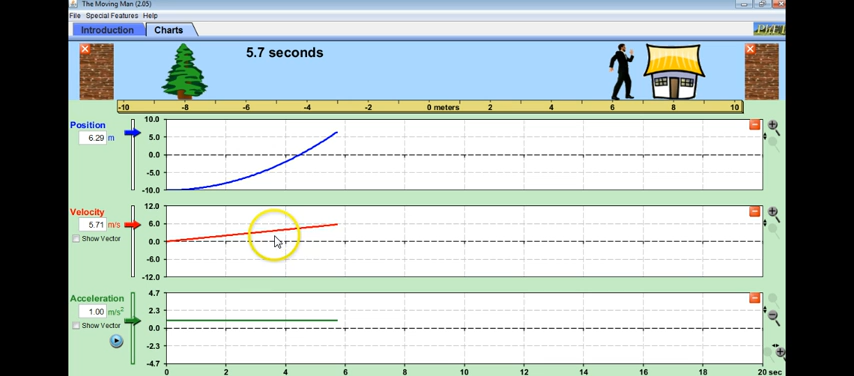 The Moving Man (2.05)
File Special Features Help
Introduction Charts
PhET
5.7 seconds
-10 -8 -6 -4 -2 0 meters 2 4 6 8 10
Position
6.29 m
10.0
5.0
0.0
-5.0
-10.0
Velocity
5.71 m/s
Show Vector
12.0
6.0
0.0
-6.0
-12.0
Acceleration
1.00 m/s²
Show Vector
4.7
2.3
0.0
-2.3
-4.7
0 2 4 6 8 10 12 14 16 18 20 sec